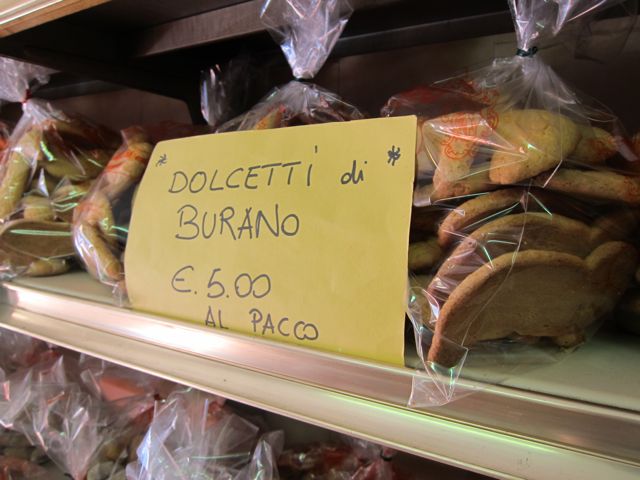 * DOLCETTI di *
BURANO
€. 5.00
AL PACCO